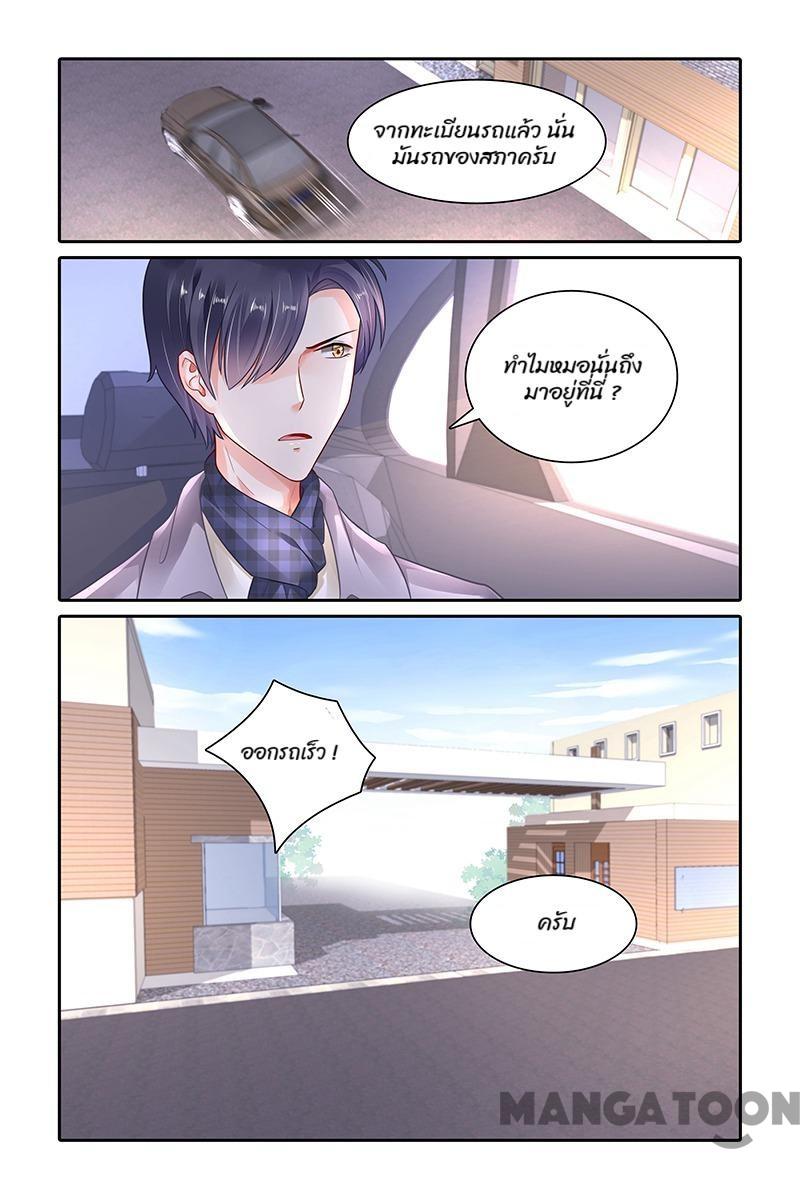 จากทะเบียนรถแล้ว นั่น
มันรถของสภาครับ
ทำไมหมอนั่นถึง
มาอยู่ที่นี่ ?
ออกรถเร็ว !
ครับ
MANGA TOON